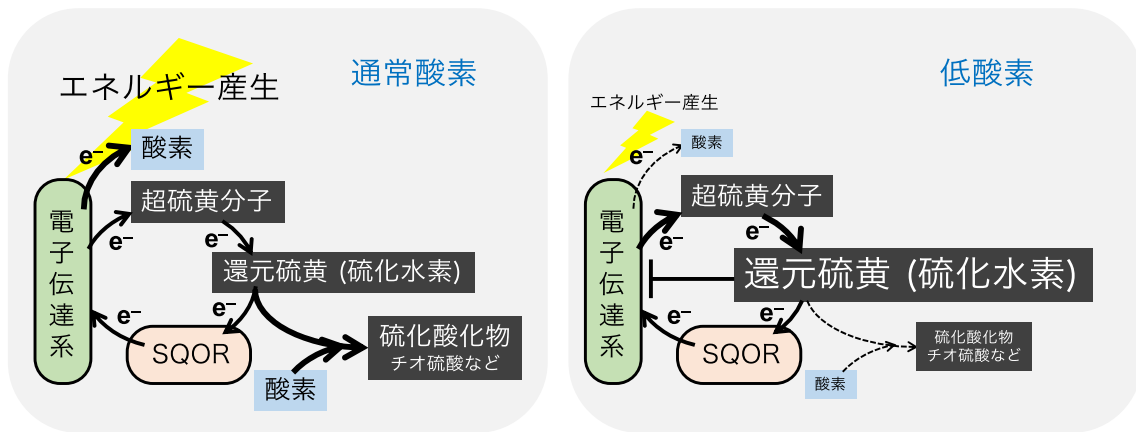 通常酸素
エネルギー産生
e⁻
酸素
超硫黄分子
e⁻
e⁻
電子伝達系
還元硫黄 (硫化水素)
e⁻
e⁻
SQOR
硫化酸化物
チオ硫酸など
酸素
低酸素
エネルギー産生
e⁻
酸素
超硫黄分子
e⁻
e⁻
電子伝達系
還元硫黄 (硫化水素)
e⁻
e⁻
SQOR
硫化酸化物
チオ硫酸など
酸素